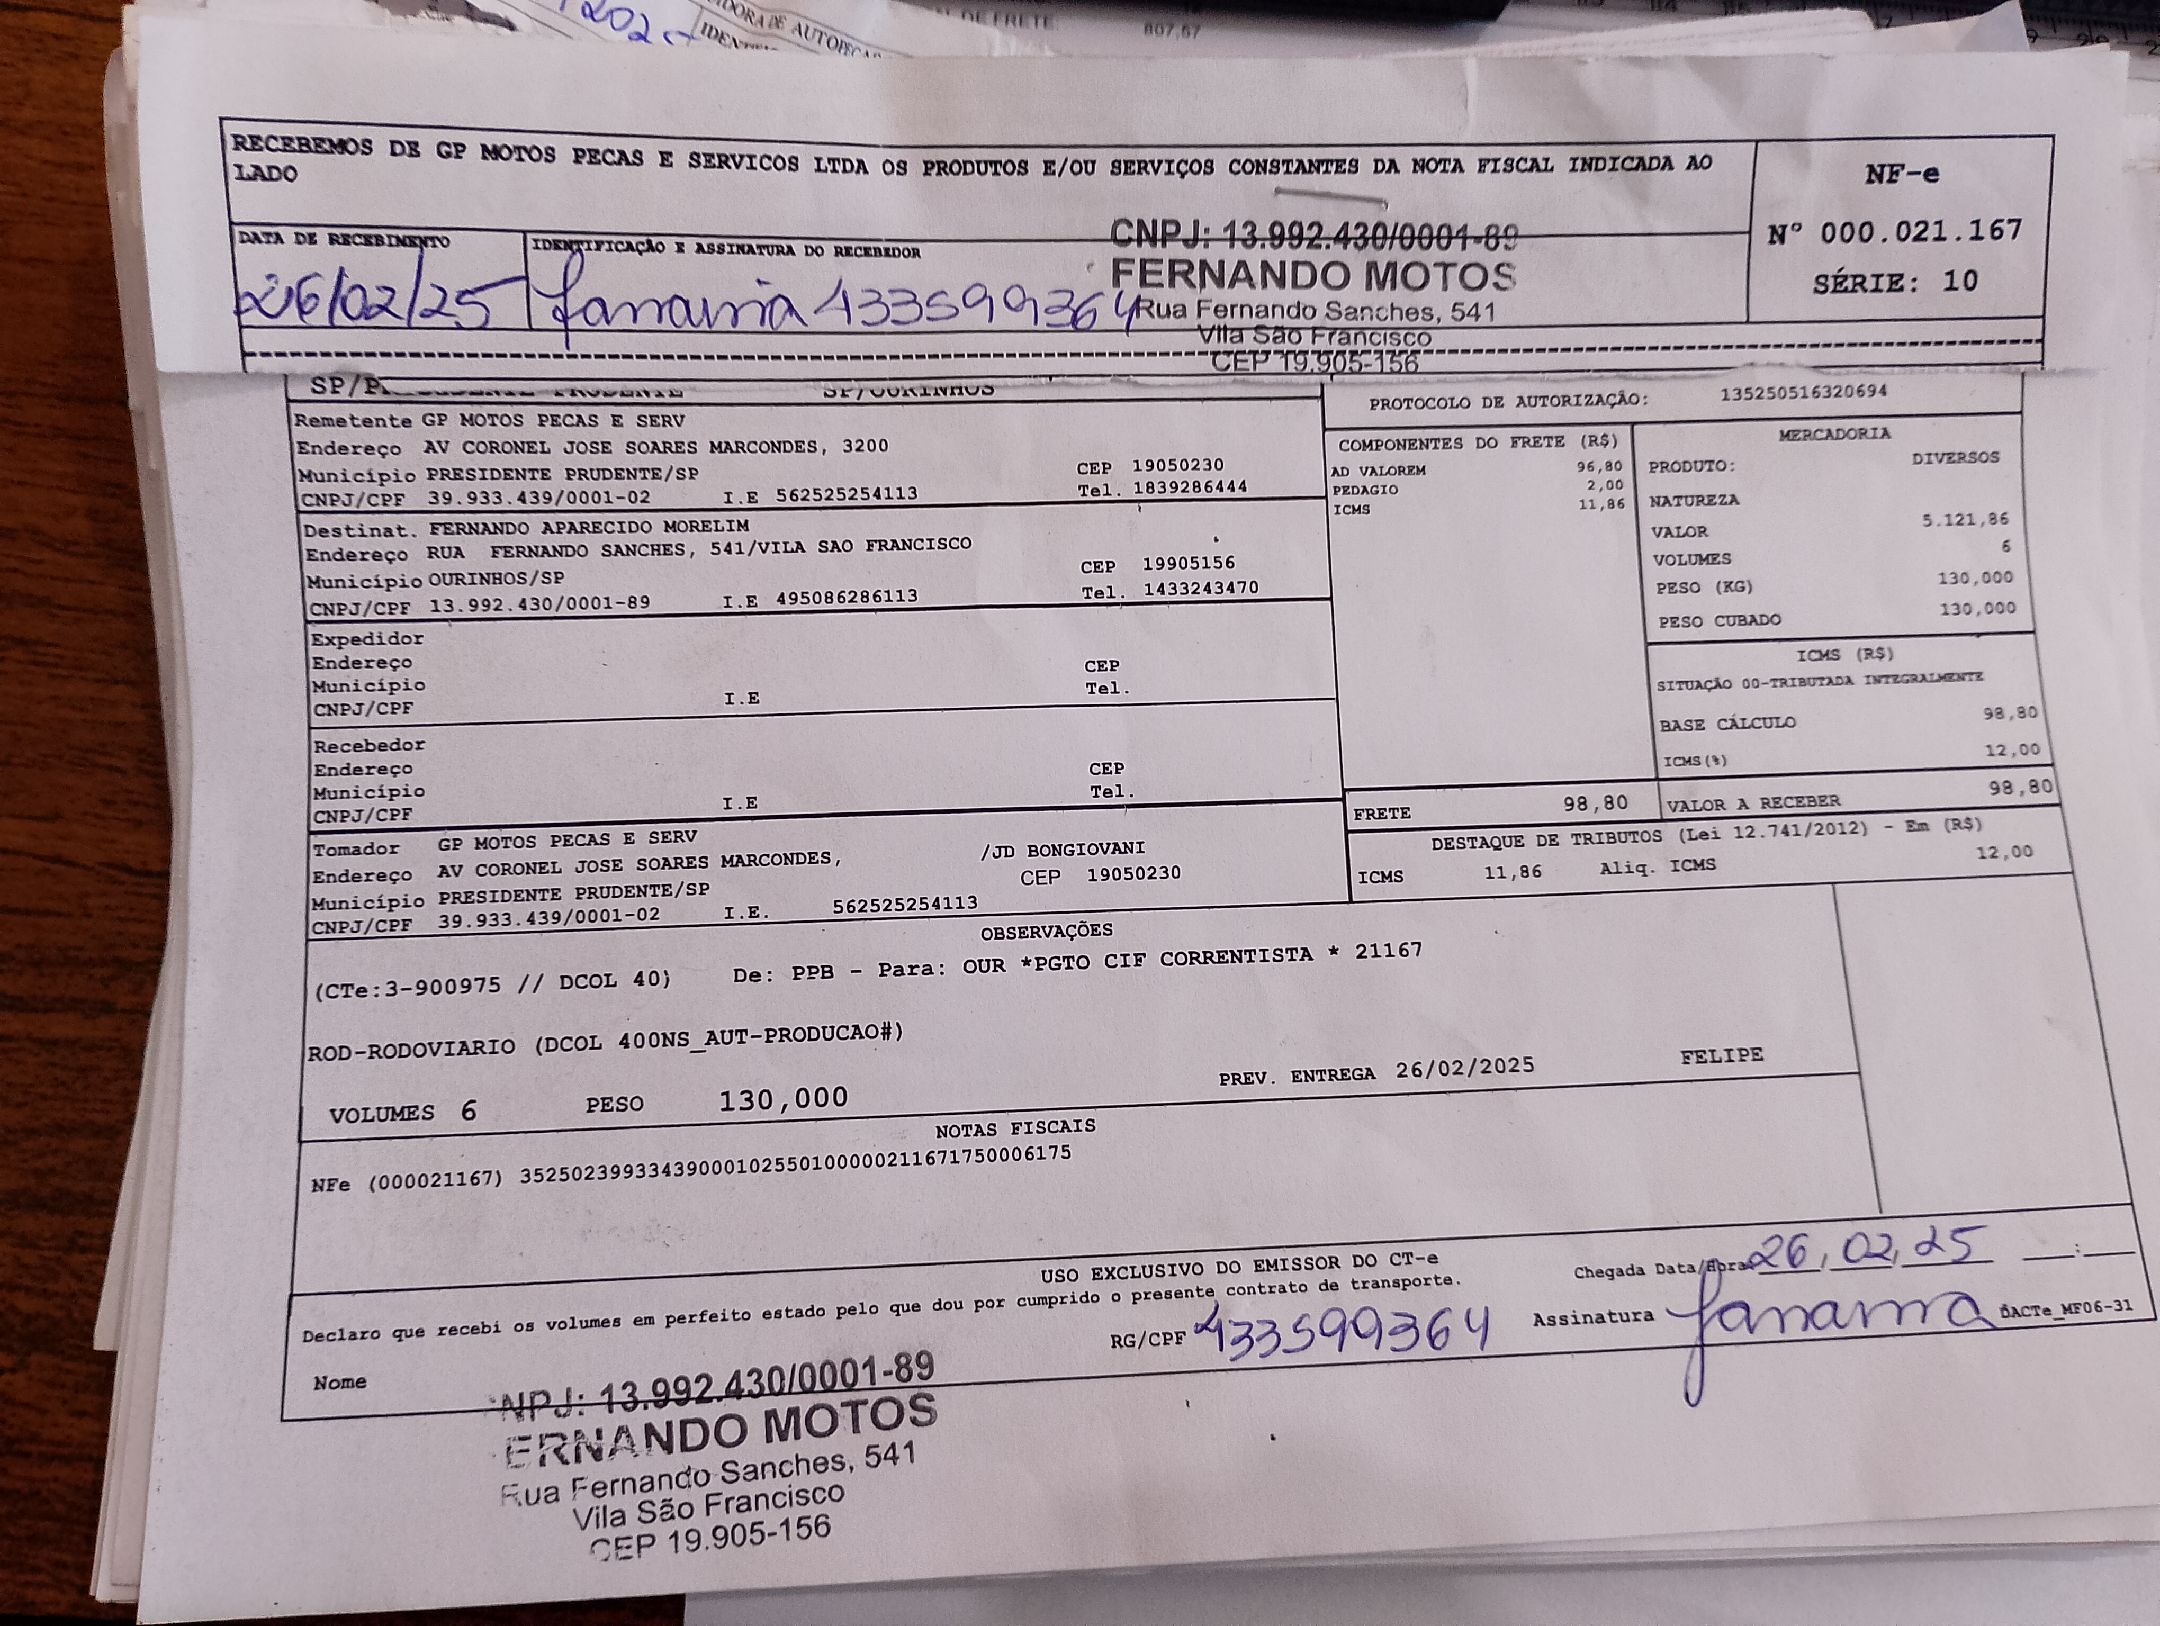 DORA DE AUTOPECAS
DE FRETE
807,67
RECEBEMOS DE GP MOTOS PECAS E SERVICOS LTDA OS PRODUTOS E/OU SERVIÇOS CONSTANTES DA NOTA FISCAL INDICADA AO
LADO
NF-e
Nº 000.021.167
SÉRIE: 10
DATA DE RECEBIMENTO
26/02/25
IDENTIFICAÇÃO E ASSINATURA DO RECEBEDOR
433599364
CNPJ: 13.992.430/0001-89
FERNANDO MOTOS
Rua Fernando Sanches, 541
Vila São Francisco
CEP 19.905-156
SP/OURINHOS
PROTOCOLO DE AUTORIZAÇÃO: 135250516320694
Remetente GP MOTOS PECAS E SERV
Endereço AV CORONEL JOSE SOARES MARCONDES, 3200
Município PRESIDENTE PRUDENTE/SP CEP 19050230
CNPJ/CPF 39.933.439/0001-02 I.E 562525254113 Tel. 1839286444
Destinat. FERNANDO APARECIDO MORELIM
Endereço RUA FERNANDO SANCHES, 541/VILA SAO FRANCISCO
Município OURINHOS/SP CEP 19905156
CNPJ/CPF 13.992.430/0001-89 I.E 495086286113 Tel. 1433243470
Expedidor
Endereço
Município CEP
CNPJ/CPF I.E Tel.
Recebedor
Endereço
Município CEP
CNPJ/CPF I.E Tel.
Tomador GP MOTOS PECAS E SERV
Endereço AV CORONEL JOSE SOARES MARCONDES, /JD BONGIOVANI
Município PRESIDENTE PRUDENTE/SP CEP 19050230
CNPJ/CPF 39.933.439/0001-02 I.E. 562525254113
COMPONENTES DO FRETE (R$)
AD VALOREM 96,80
PEDAGIO 2,00
ICMS 11,86
MERCADORIA
PRODUTO: DIVERSOS
NATUREZA
VALOR 5.121,86
VOLUMES 6
PESO (KG) 130,000
PESO CUBADO 130,000
ICMS (R$)
SITUAÇÃO 00-TRIBUTADA INTEGRALMENTE
BASE CÁLCULO 98,80
ICMS(%) 12,00
FRETE 98,80 VALOR A RECEBER 98,80
DESTAQUE DE TRIBUTOS (Lei 12.741/2012) - Em (R$)
ICMS 11,86 Aliq. ICMS 12,00
OBSERVAÇÕES
(CTe:3-900975 // DCOL 40) De: PPB - Para: OUR *PGTO CIF CORRENTISTA * 21167
ROD-RODOVIARIO (DCOL 400NS_AUT-PRODUCAO#)
VOLUMES 6 PESO 130,000 PREV. ENTREGA 26/02/2025 FELIPE
NOTAS FISCAIS
NFe (000021167) 35250239933439000102550100000211671750006175
USO EXCLUSIVO DO EMISSOR DO CT-e
Declaro que recebi os volumes em perfeito estado pelo que dou por cumprido o presente contrato de transporte.
Chegada Data/Hora 26,02,25 __:__
Nome RG/CPF 433599364 Assinatura DACTe_MF06-31
NPJ: 13.992.430/0001-89
ERNANDO MOTOS
Rua Fernando Sanches, 541
Vila São Francisco
CEP 19.905-156